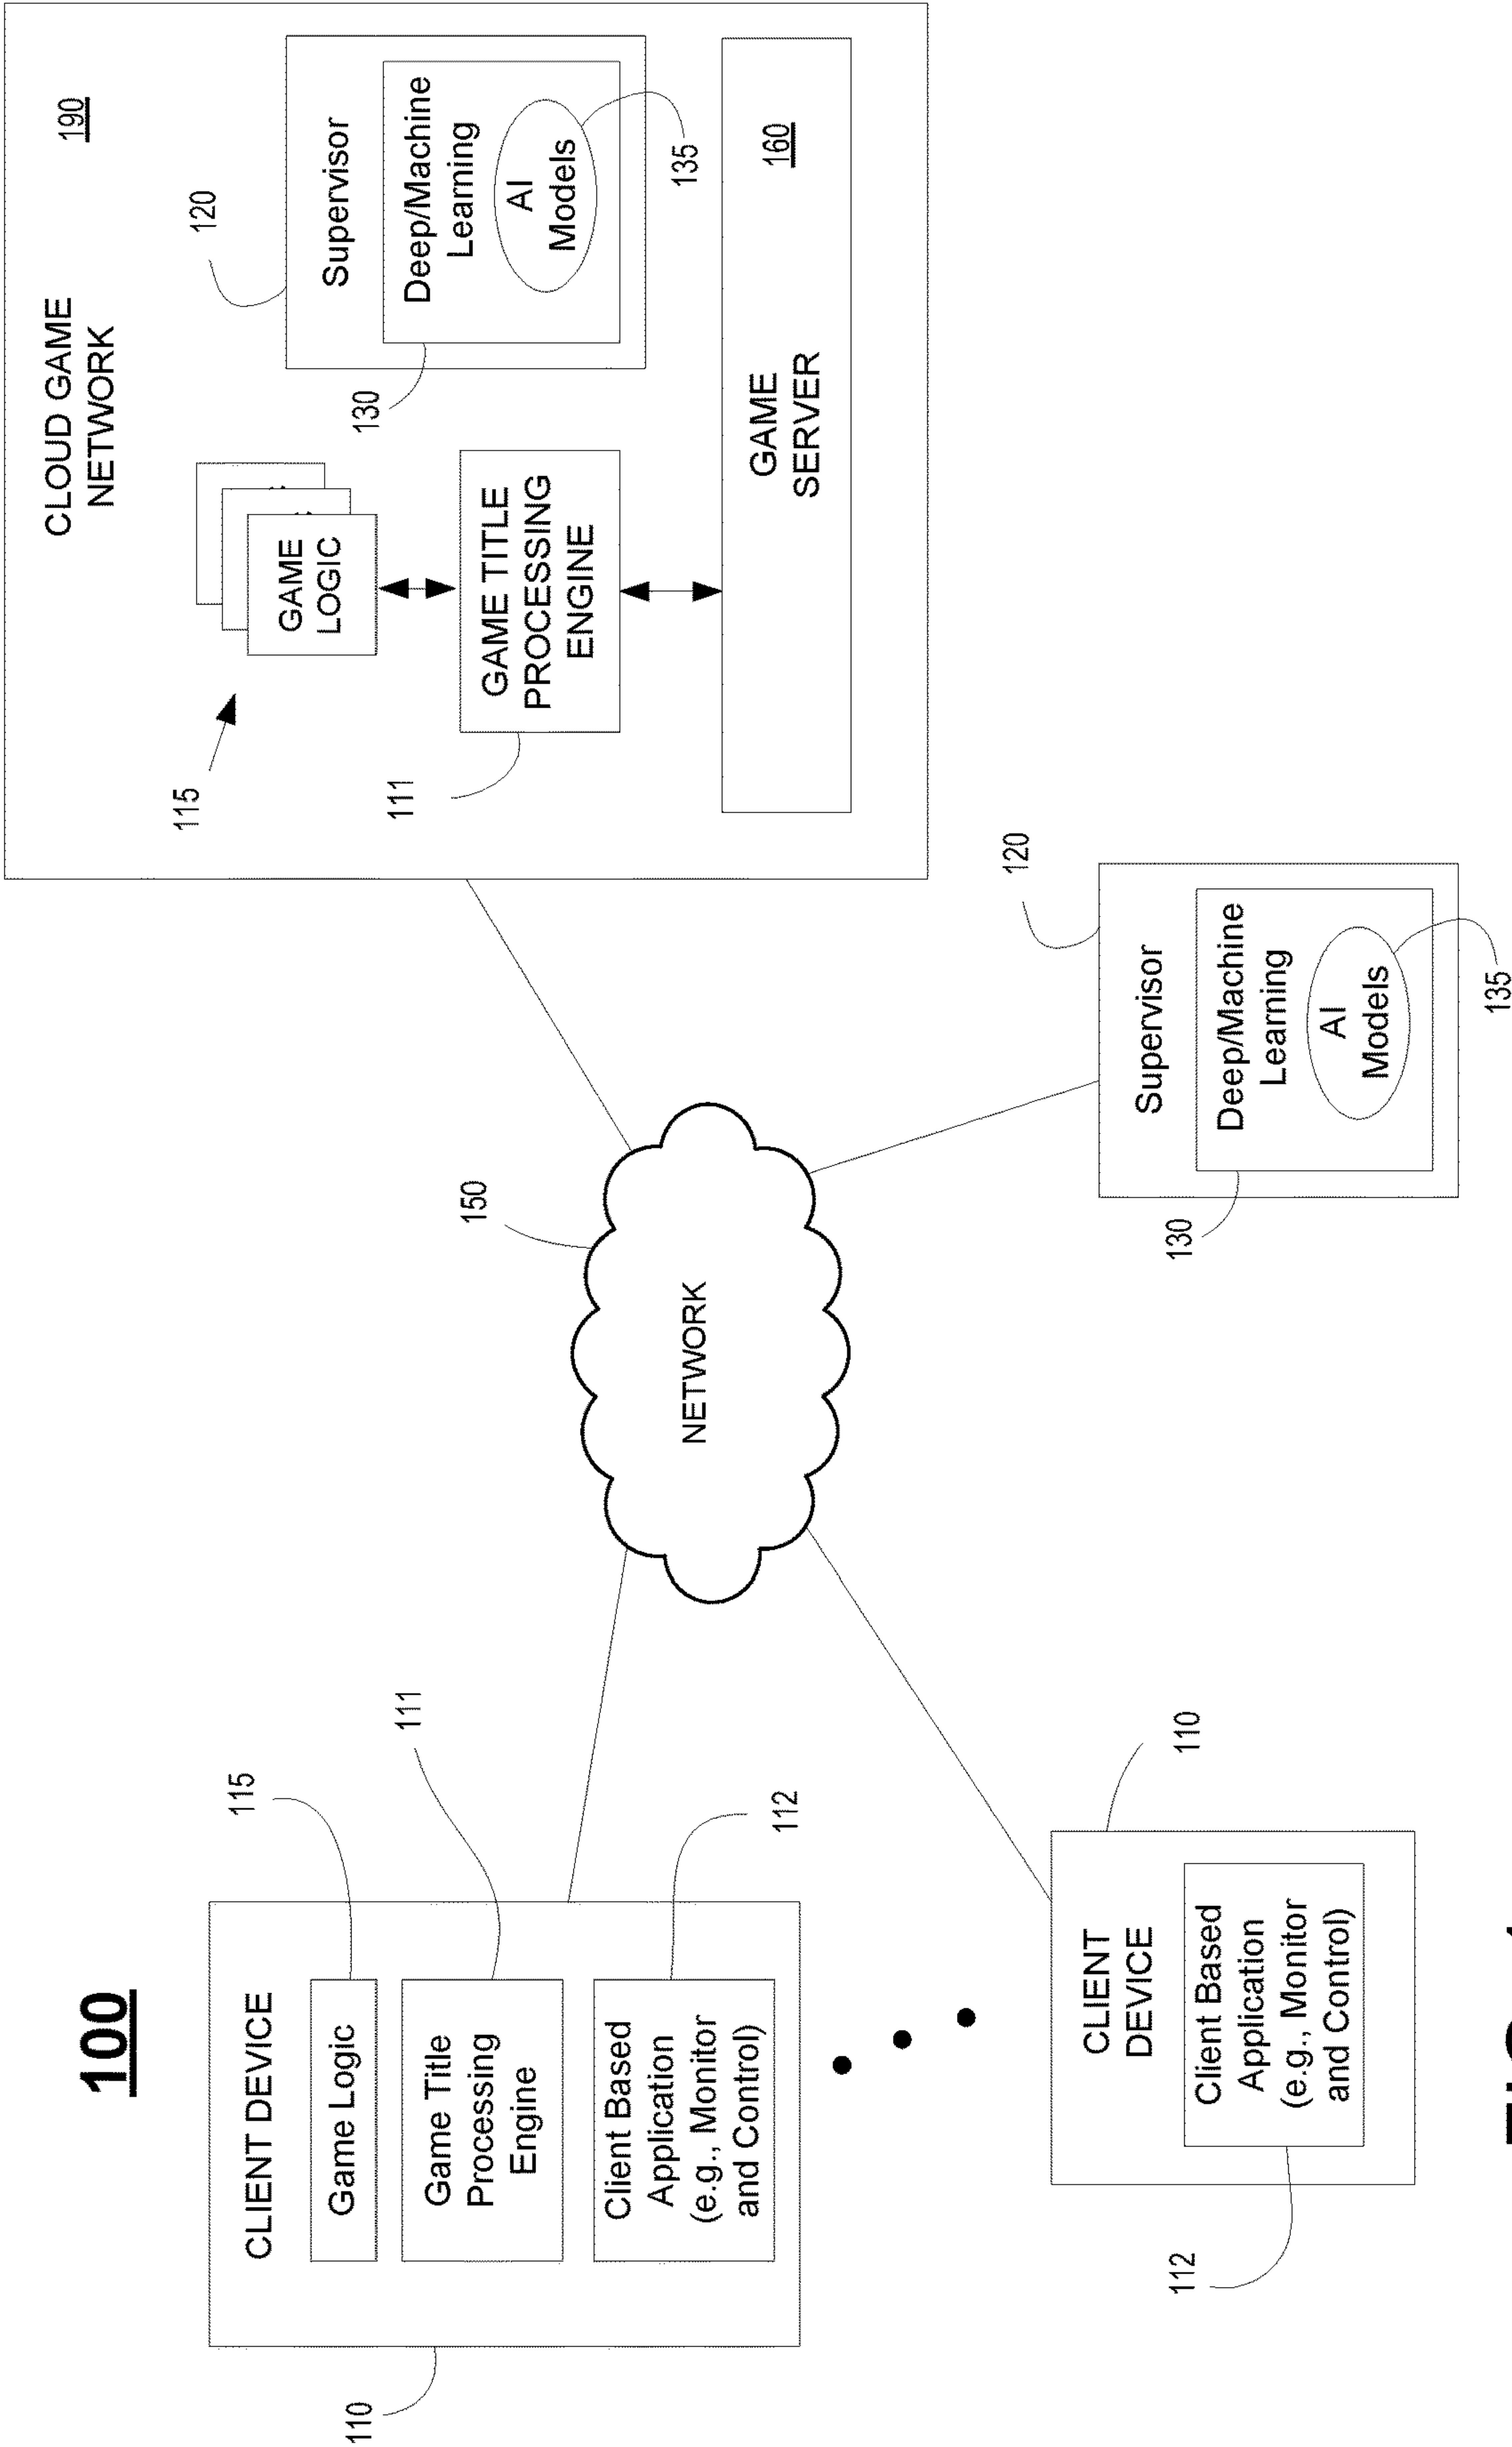 100
CLIENT DEVICE
Game Logic
Game Title
Processing
Engine
Client Based
Application
(e.g., Monitor
and Control)
110
115
111
112
CLIENT
DEVICE
Client Based
Application
(e.g., Monitor
and Control)
110
112
NETWORK
150
CLOUD GAME
NETWORK
190
115
GAME
LOGIC
GAME TITLE
PROCESSING
ENGINE
111
120
Supervisor
Deep/Machine
Learning
AI
Models
130
135
GAME
SERVER
160
120
Supervisor
Deep/Machine
Learning
AI
Models
130
135